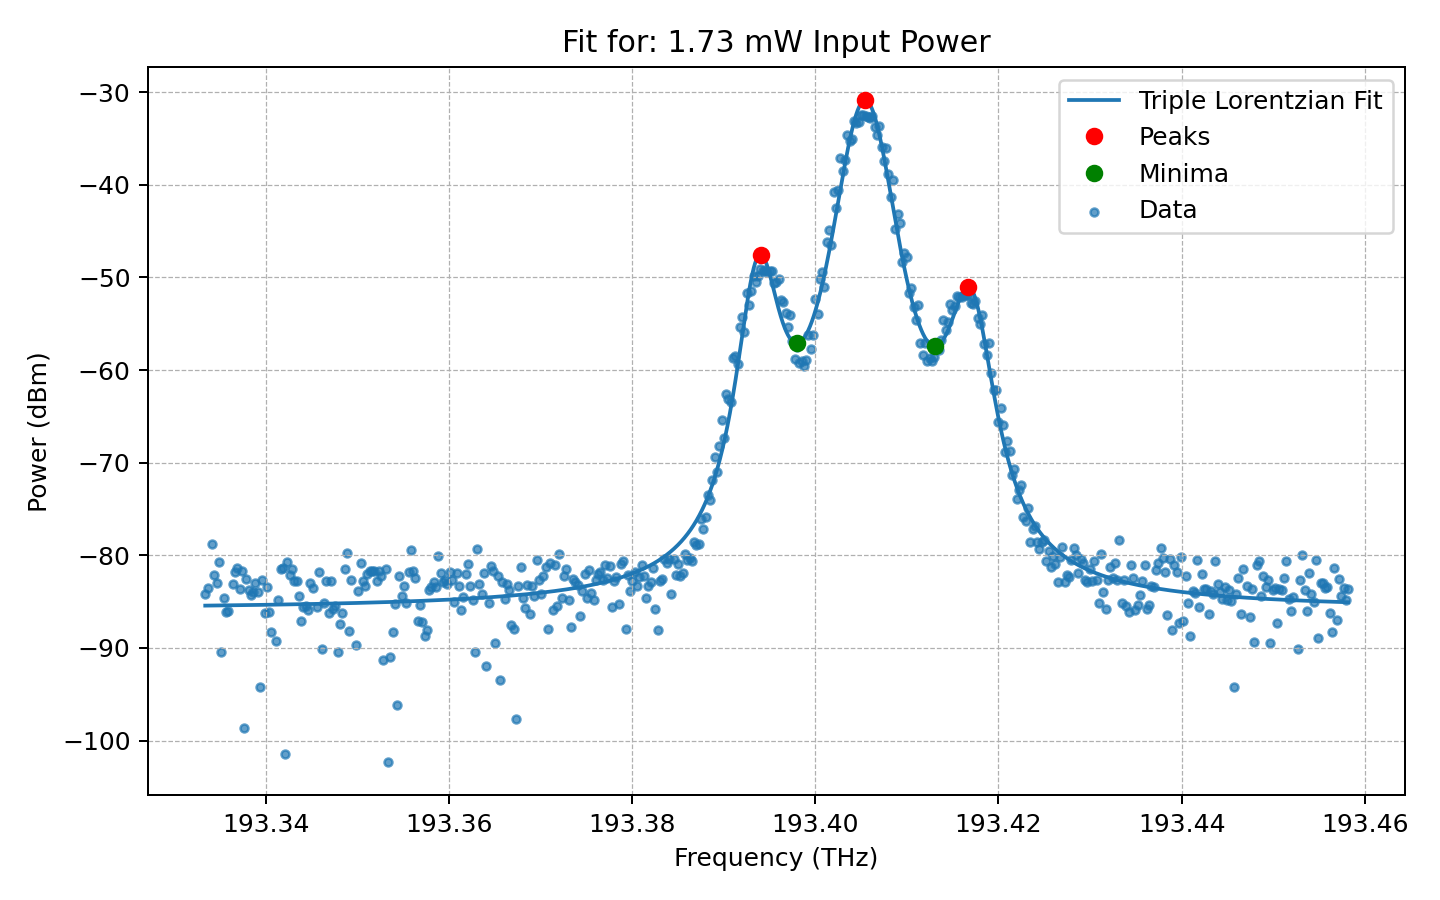 Fit for: 1.73 mW Input Power
Triple Lorentzian Fit
Peaks
Minima
Data
Power (dBm)
−30
−40
−50
−60
−70
−80
−90
−100
193.34 193.36 193.38 193.40 193.42 193.44 193.46
Frequency (THz)